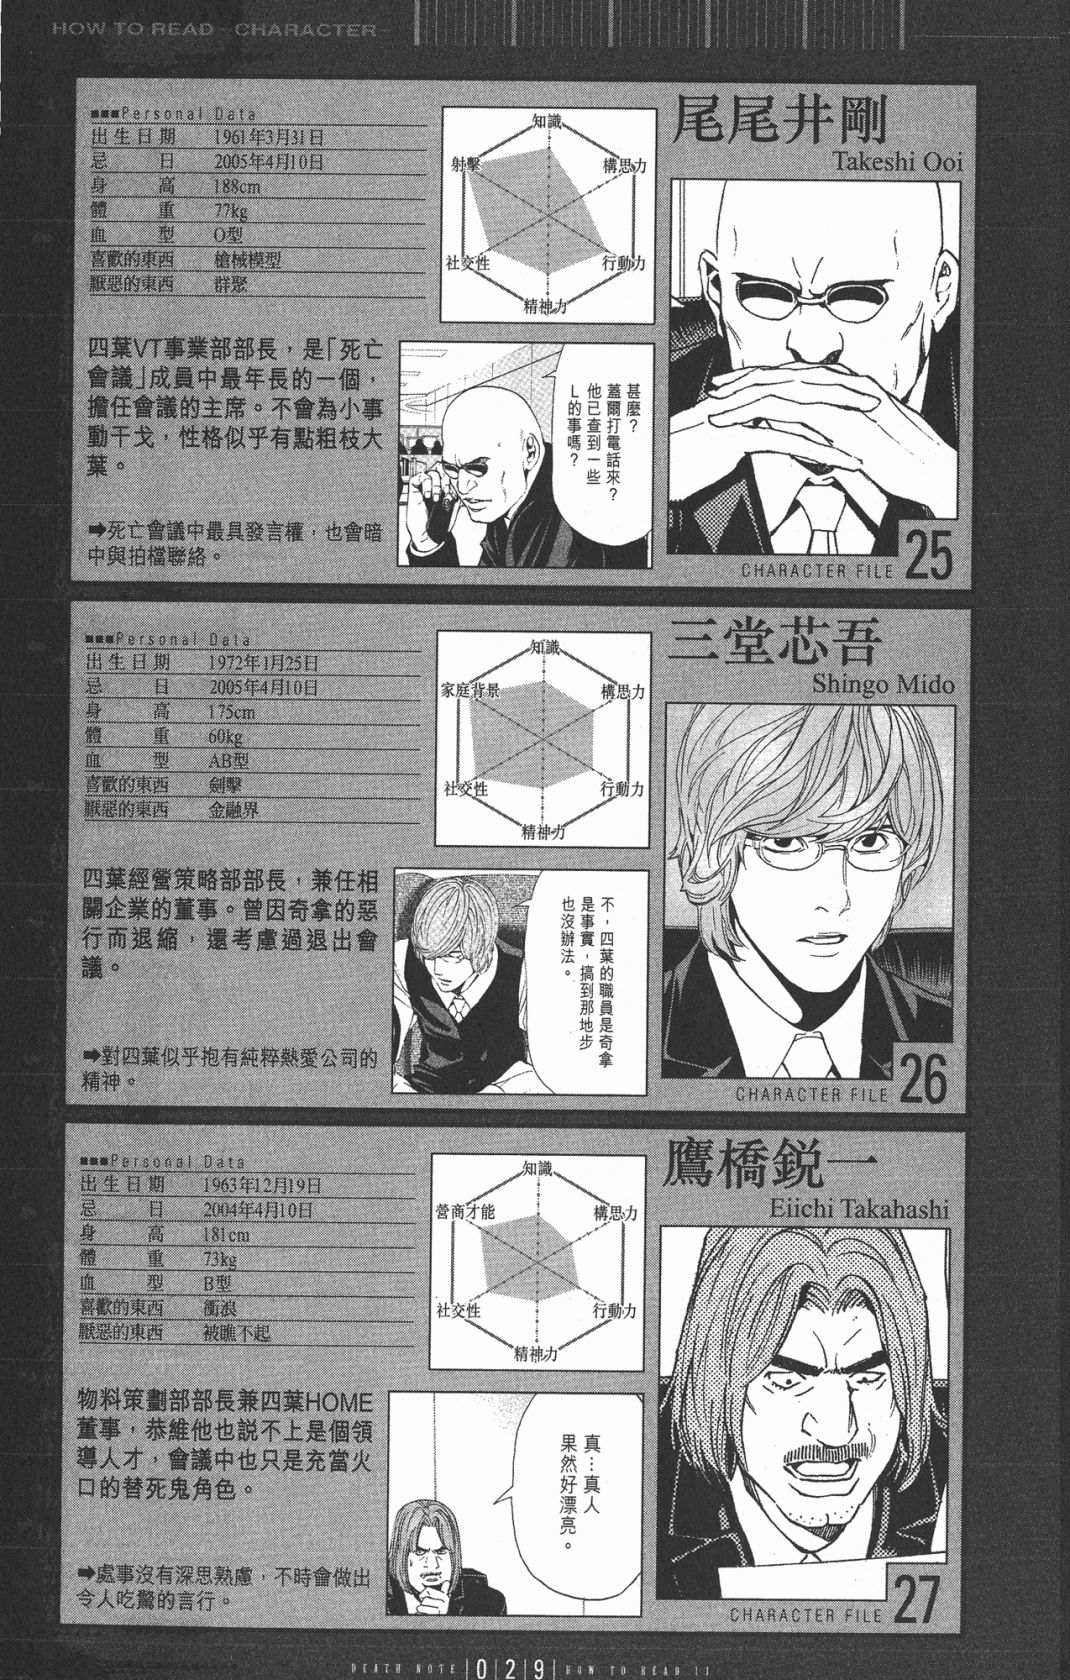 HOW TO READ -CHARACTER-
尾尾井剛
Takeshi Ooi
■■■Personal Data
出生日期 1961年3月31日
忌日 2005年4月10日
身高 188cm
體重 77kg
血型 O型
喜歡的東西 槍械模型
厭惡的東西 群聚
知識
構思力
行動力
精神力
社交性
射擊
四葉VT事業部部長，是「死亡
會議」成員中最年長的一個，
擔任會議的主席。不會為小事
動干戈，性格似乎有點粗枝大
葉。
➡死亡會議中最具發言權，也會暗
中與拍檔聯絡。
甚麼？
蓋爾打電話來？
他已查到一些
L的事嗎？
CHARACTER FILE 25
三堂芯吾
Shingo Mido
■■■Personal Data
出生日期 1972年1月25日
忌日 2005年4月10日
身高 175cm
體重 60kg
血型 AB型
喜歡的東西 劍擊
厭惡的東西 金融界
知識
構思力
行動力
精神力
社交性
家庭背景
四葉經營策略部部長，兼任相
關企業的董事。曾因奇拿的惡
行而退縮，還考慮過退出會
議。
➡對四葉似乎抱有純粹熱愛公司的
精神。
不，四葉的職員是奇拿
是事實，搞到那地步
也沒辦法。
CHARACTER FILE 26
鷹橋鋭一
Eiichi Takahashi
■■■Personal Data
出生日期 1963年12月19日
忌日 2004年4月10日
身高 181cm
體重 73kg
血型 B型
喜歡的東西 衝浪
厭惡的東西 被瞧不起
知識
構思力
行動力
精神力
社交性
營商才能
物料策劃部部長兼四葉HOME
董事，恭維他也説不上是個領
導人才，會議中也只是充當火
口的替死鬼角色。
➡處事沒有深思熟慮，不時會做出
令人吃驚的言行。
真…真人
果然好漂亮。
CHARACTER FILE 27
DEATH NOTE |0|2|9| HOW TO READ 13